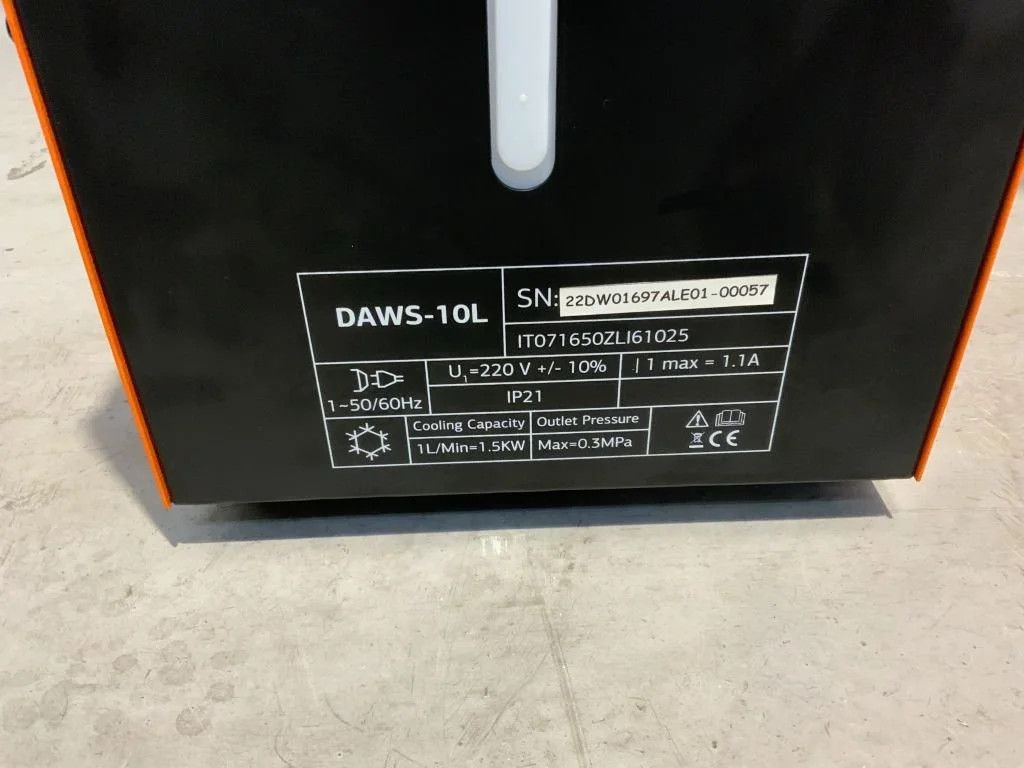 DAWS-10L
SN: 22DW01697ALE01-00057
IT071650ZLI61025
1~50/60Hz
U1=220 V +/- 10%
I 1 max = 1.1A
IP21
Cooling Capacity
1L/Min=1.5KW
Outlet Pressure
Max=0.3MPa
CE